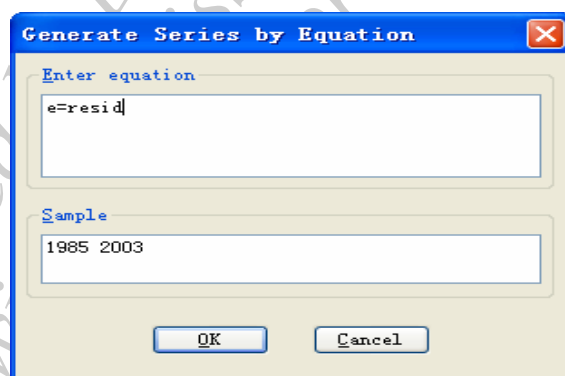 Generate Series by Equation
Enter equation
e=resid
Sample
1985 2003
OK
Cancel